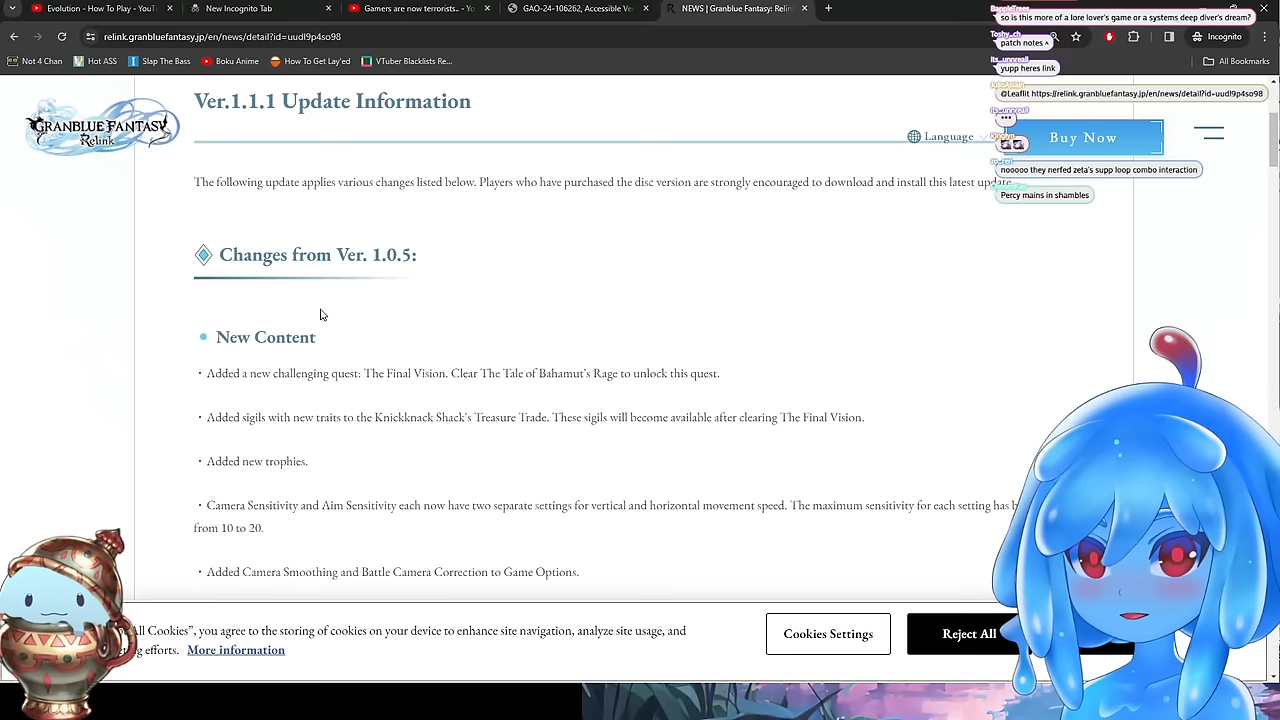 Evolution - How To Play - YouT
New Incognito Tab
Gamers are now terrorists...
GAO-24-106262, Accessible Ve
NEWS | Granblue Fantasy: Relin
relink.granbluefantasy.jp/en/news/detail?id=uudl9p4so98
Incognito
Not 4 Chan
Hot ASS
Slap The Bass
Roku Anime
How To Get Vored
VTuber Blacklists Re...
All Bookmarks
BappleTrees
so is this more of a lore lover's game or a systems deep diver's dream?
Toshy_ch
patch notes ^
its_unnreall
yupp heres link
@Leaflit https://relink.granbluefantasy.jp/en/news/detail?id=uudl9p4so98
its_unnreall
nooooo they nerfed zeta's supp loop combo interaction
Percy mains in shambles
GRANBLUE FANTASY
Relink
Language
Buy Now
Ver.1.1.1 Update Information
The following update makes various changes listed below. Players who have purchased the disc version are strongly encouraged to download and install this latest update.
Changes from Ver. 1.0.5:
New Content
・Added a new challenging quest: The Final Vision. Clear The Tale of Bahamut's Rage to unlock this quest.
・Added sigils with new traits to the Knickknack Shack's Treasure Trade. These sigils will become available after clearing The Final Vision.
・Added new trophies.
・Camera Sensitivity and Aim Sensitivity each now have two separate settings for vertical and horizontal movement speed. The maximum sensitivity for each setting has b
from 10 to 20.
・Added Camera Smoothing and Battle Camera Correction to Game Options.
All Cookies”, you agree to the storing of cookies on your device to enhance site navigation, analyze site usage, and
efforts. More information
Cookies Settings
Reject All